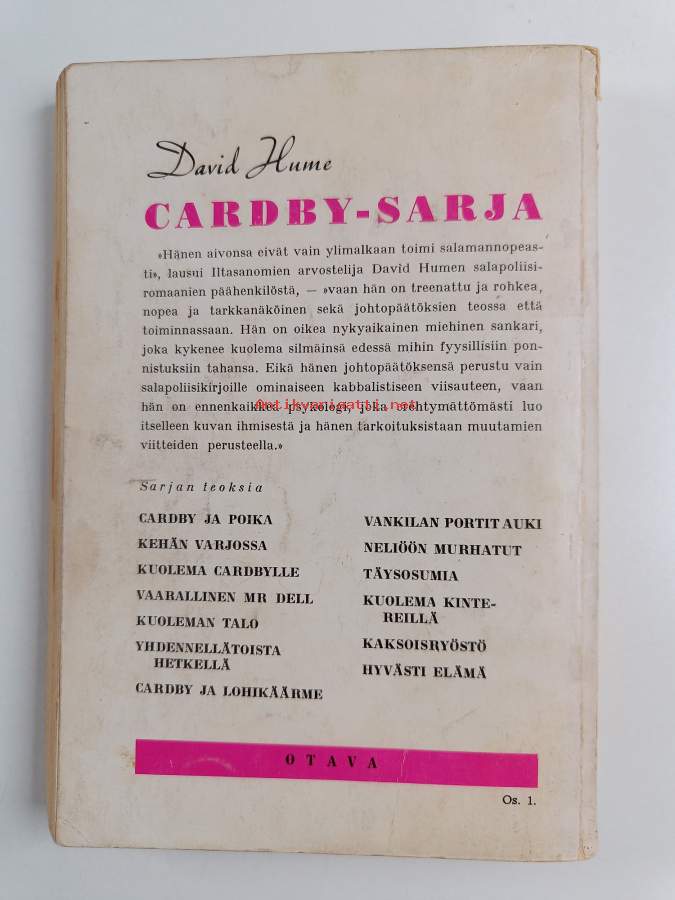 David Hume
CARDBY-SARJA
»Hänen aivonsa eivät vain ylimalkaan toimi salamannopeas-
ti», lausui Iltasanomien arvostelija David Humen salapoliisi-
romaanien päähenkilöstä, — »vaan hän on treenattu ja rohkea,
nopea ja tarkkanäköinen sekä johtopäätöksien teossa että
toiminnassaan. Hän on oikea nykyaikainen miehinen sankari,
joka kykenee kuolema silmäinsä edessä mihin fyysillisiin pon-
nistuksiin tahansa. Eikä hänen johtopäätöksensä perustu vain
salapoliisikirjoille ominaiseen kabbalistiseen viisauteen, vaan
hän on ennenkaikkea psykologi, joka erehtymättömästi luo
Antikvariaatti.net
itselleen kuvan ihmisestä ja hänen tarkoituksistaan muutamien
viitteiden perusteella.»
Sarjan teoksia
CARDBY JA POIKA
KEHÄN VARJOSSA
KUOLEMA CARDBYLLE
VAARALLINEN MR DELL
KUOLEMAN TALO
YHDENNELLÄTOISTA
HETKELLÄ
CARDBY JA LOHIKÄÄRME
VANKILAN PORTIT AUKI
NELIÖÖN MURHATUT
TÄYSOSUMIA
KUOLEMA KINTE-
REILLÄ
KAKSOISRYÖSTÖ
HYVÄSTI ELÄMÄ
OTAVA
Os. 1.